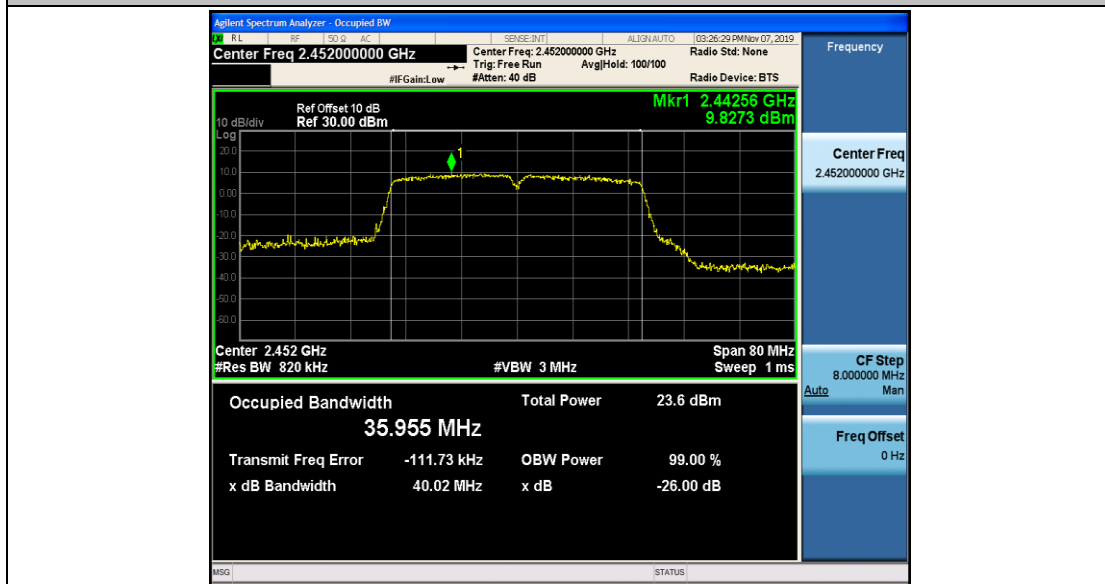 Agilent Spectrum Analyzer - Occupied BW
RL RF 50 Ω AC SENSE:INT ALIGN AUTO 03:26:29 PM Nov 07, 2019
Center Freq 2.452000000 GHz
Center Freq: 2.452000000 GHz Radio Std: None
Trig: Free Run Avg|Hold: 100/100
#IFGain:Low #Atten: 40 dB Radio Device: BTS
Frequency
Ref Offset 10 dB
10 dB/div Ref 30.00 dBm
Mkr1 2.44256 GHz
9.8273 dBm
Log
20.0
10.0
0.00
-10.0
-20.0
-30.0
-40.0
-50.0
-60.0
1
Center 2.452 GHz Span 80 MHz
#Res BW 820 kHz #VBW 3 MHz Sweep 1 ms
Center Freq
2.452000000 GHz
CF Step
8.000000 MHz
Auto Man
Freq Offset
0 Hz
Occupied Bandwidth Total Power 23.6 dBm
35.955 MHz
Transmit Freq Error -111.73 kHz OBW Power 99.00 %
x dB Bandwidth 40.02 MHz x dB -26.00 dB
MSG STATUS